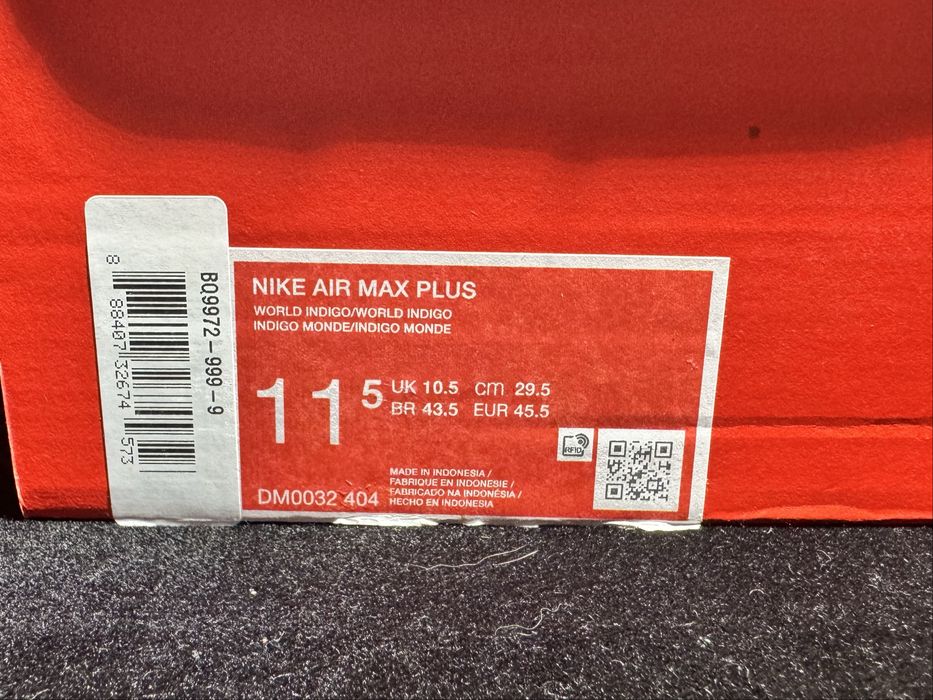 8 88407 32674 573
BQ9972-999-9
NIKE AIR MAX PLUS
WORLD INDIGO/WORLD INDIGO
INDIGO MONDE/INDIGO MONDE
11 5
UK 10.5 CM 29.5
BR 43.5 EUR 45.5
RFID
MADE IN INDONESIA /
FABRIQUE EN INDONESIE /
FABRICADO NA INDONÉSIA /
HECHO EN INDONESIA
DM0032 404